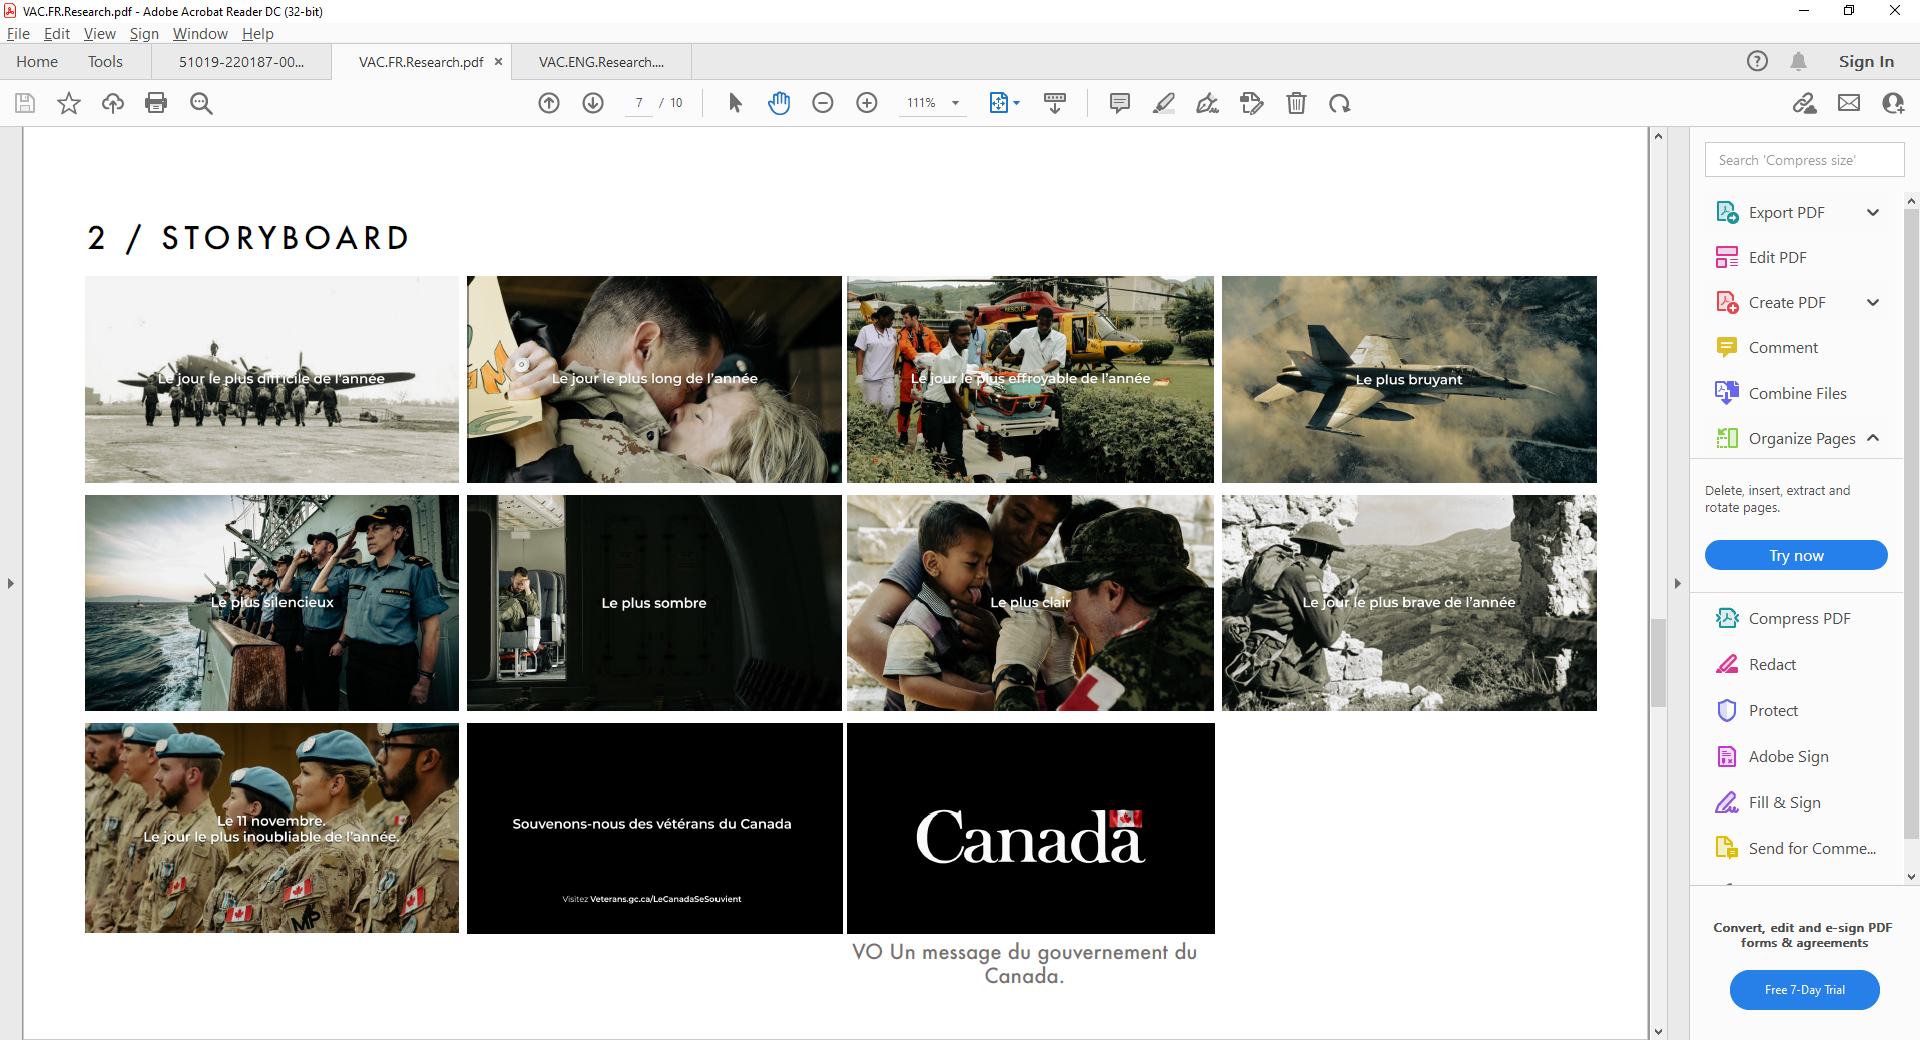 VAC.FR.Research.pdf - Adobe Acrobat Reader DC (32-bit)
File Edit View Sign Window Help
Home Tools 51019-220187-00... VAC.FR.Research.pdf VAC.ENG.Research.... Sign In
7 / 10 111%
2 / STORYBOARD
Le jour le plus difficile de l'année
Le jour le plus long de l'année
Le jour le plus effroyable de l'année
RESCUE
Le plus bruyant
Le plus silencieux
Le plus sombre
Le plus clair
Le jour le plus brave de l'année
Le 11 novembre.
Le jour le plus inoubliable de l'année.
MP
Souvenons-nous des vétérans du Canada
Visitez Veterans.gc.ca/LeCanadaSeSouvient
Canada
VO Un message du gouvernement du
Canada.
Search 'Compress size'
Export PDF
Edit PDF
Create PDF
Comment
Combine Files
Organize Pages
Delete, insert, extract and
rotate pages.
Try now
Compress PDF
Redact
Protect
Adobe Sign
Fill & Sign
Send for Comme...
Convert, edit and e-sign PDF
forms & agreements
Free 7-Day Trial